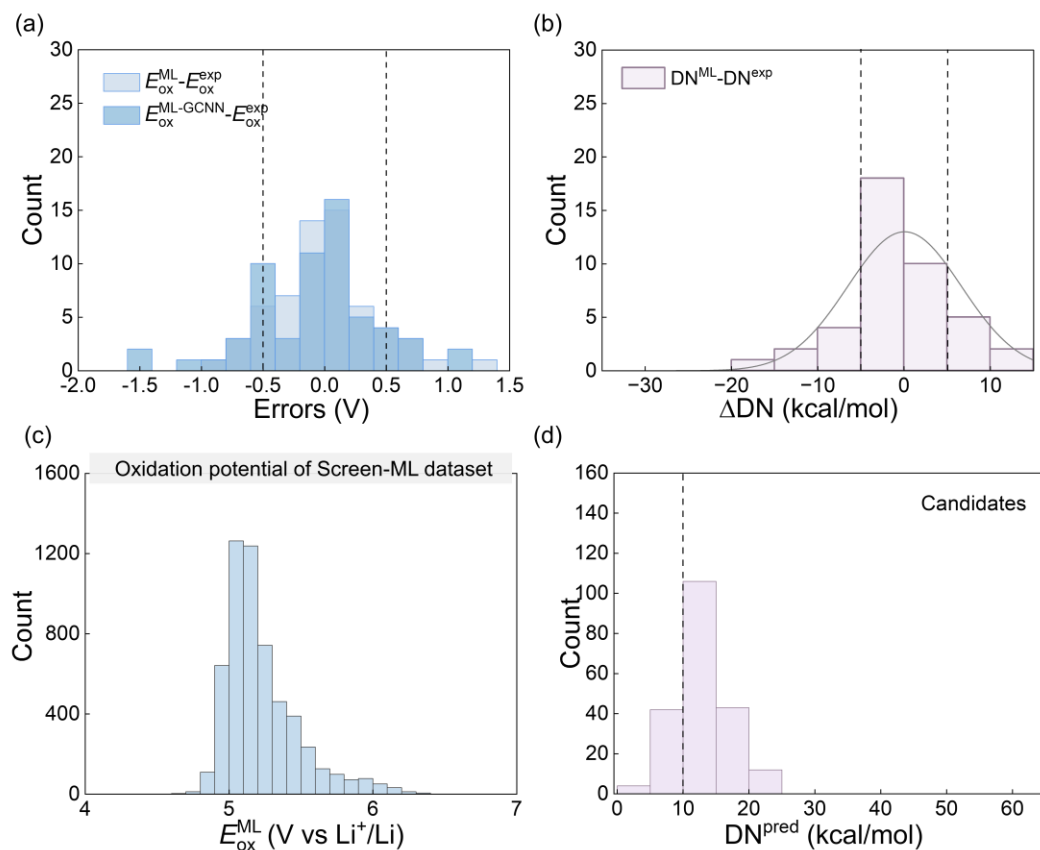 (a)
30
25
20
15
10
5
0
Count
E_ox^ML-E_ox^exp
E_ox^ML-GCNN-E_ox^exp
-2.0 -1.5 -1.0 -0.5 0.0 0.5 1.0 1.5
Errors (V)
(b)
30
25
20
15
10
5
0
Count
DN^ML-DN^exp
−30 −20 −10 0 10
ΔDN (kcal/mol)
(c)
Oxidation potential of Screen-ML dataset
1600
1200
800
400
0
Count
4 5 6 7
E_ox^ML (V vs Li⁺/Li)
(d)
160
140
120
100
80
60
40
20
0
Count
Candidates
0 10 20 30 40 50 60
DN^pred (kcal/mol)